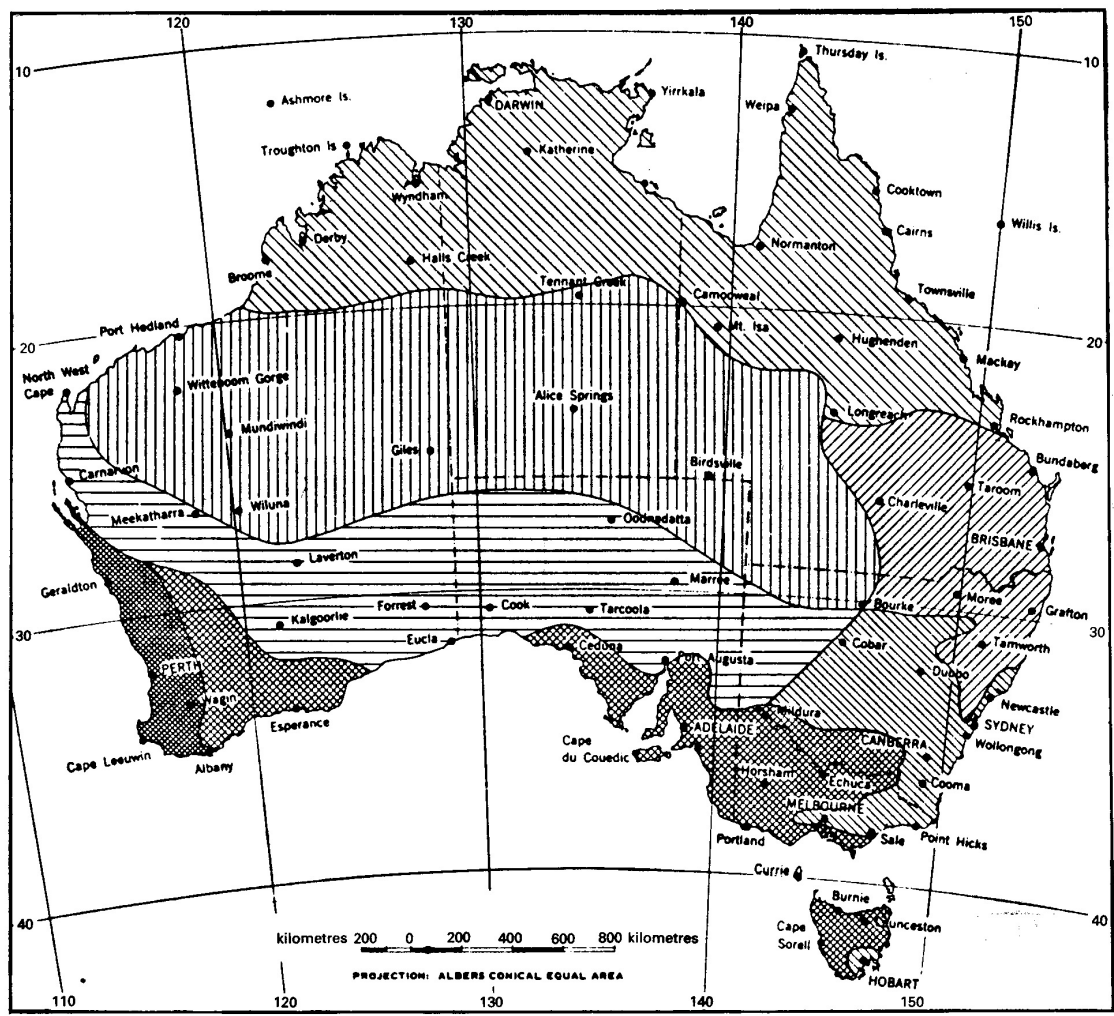 120
130
140
150
10
10
Thursday Is.
Ashmore Is.
DARWIN
Yirrkala
Weipa
Troughton Is
Katherine
Wyndham
Cooktown
Derby
Cairns
Willis Is.
Normanton
Halls Creek
Broome
Tennant Creek
Camooweal
Townsville
Port Hedland
Mt. Isa
Hughenden
20
20
Mackay
North West
Cape
Wittenoom Gorge
Alice Springs
Longreach
Rockhampton
Mundiwindi
Giles
Birdsville
Bundaberg
Carnarvon
Taroom
Charleville
Meekatharra
Wiluna
Oodnadatta
BRISBANE
Laverton
Marree
Geraldton
Forrest
Cook
Tarcoola
Bourke
Moree
Grafton
Kalgoorlie
30
30
Eucla
Ceduna
Cobar
Tamworth
PERTH
Port Augusta
Dubbo
Wagin
Newcastle
Esperance
Mildura
SYDNEY
ADELAIDE
CANBERRA
Wollongong
Cape Leeuwin
Albany
Cape
du Couedic
Horsham
Echuca
Cooma
MELBOURNE
Portland
Sale
Point Hicks
Currie
Burnie
40
40
Cape
Sorell
Launceston
HOBART
kilometres 200 0 200 400 600 800 kilometres
PROJECTION: ALBERS CONICAL EQUAL AREA
110
120
130
140
150